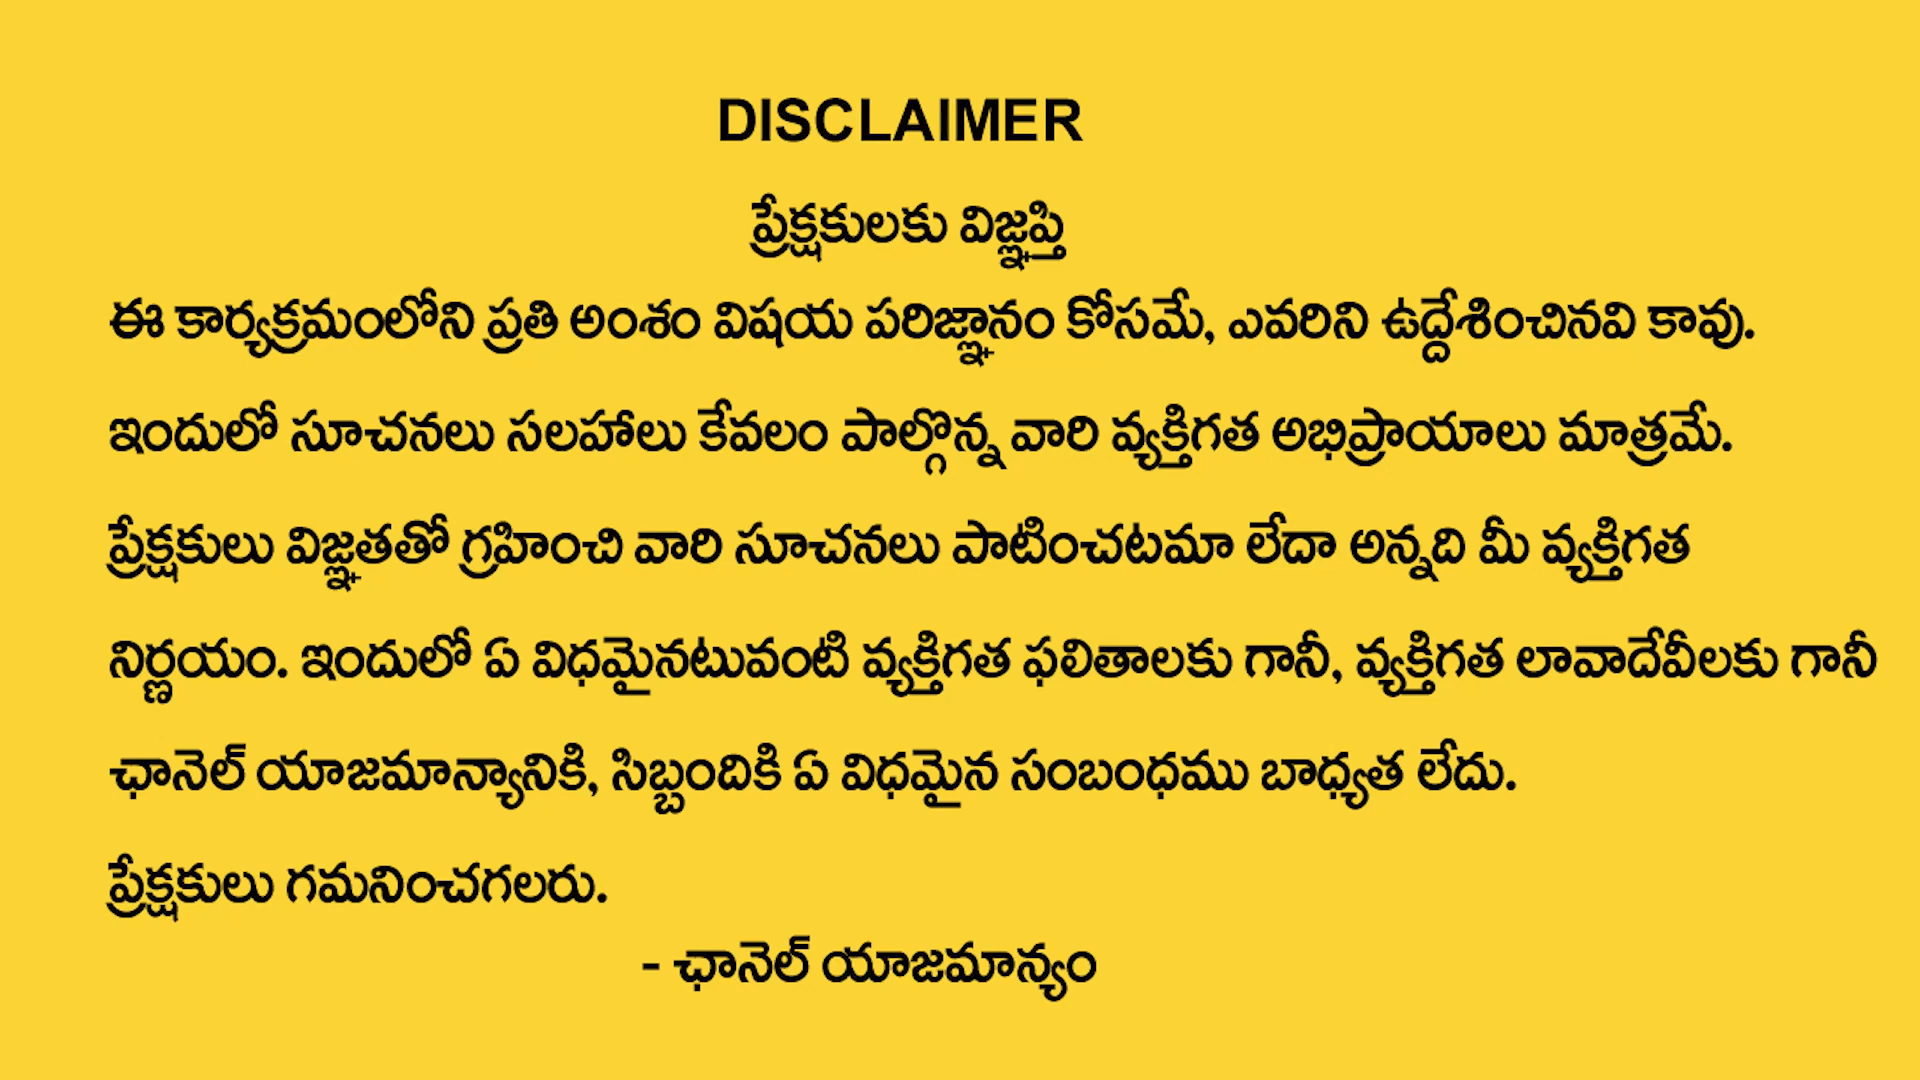 DISCLAIMER
ప్రేక్షకులకు విజ్ఞప్తి
ఈ కార్యక్రమంలోని ప్రతి అంశం విషయ పరిజ్ఞానం కోసమే, ఎవరిని ఉద్దేశించినవి కావు.
ఇందులో సూచనలు సలహాలు కేవలం పాల్గొన్న వారి వ్యక్తిగత అభిప్రాయాలు మాత్రమే.
ప్రేక్షకులు విజ్ఞతతో గ్రహించి వారి సూచనలు పాటించటమా లేదా అన్నది మీ వ్యక్తిగత
నిర్ణయం. ఇందులో ఏ విధమైనటువంటి వ్యక్తిగత ఫలితాలకు గానీ, వ్యక్తిగత లావాదేవీలకు గానీ
ఛానెల్ యాజమాన్యానికి, సిబ్బందికి ఏ విధమైన సంబంధము బాధ్యత లేదు.
ప్రేక్షకులు గమనించగలరు.
- ఛానెల్ యాజమాన్యం